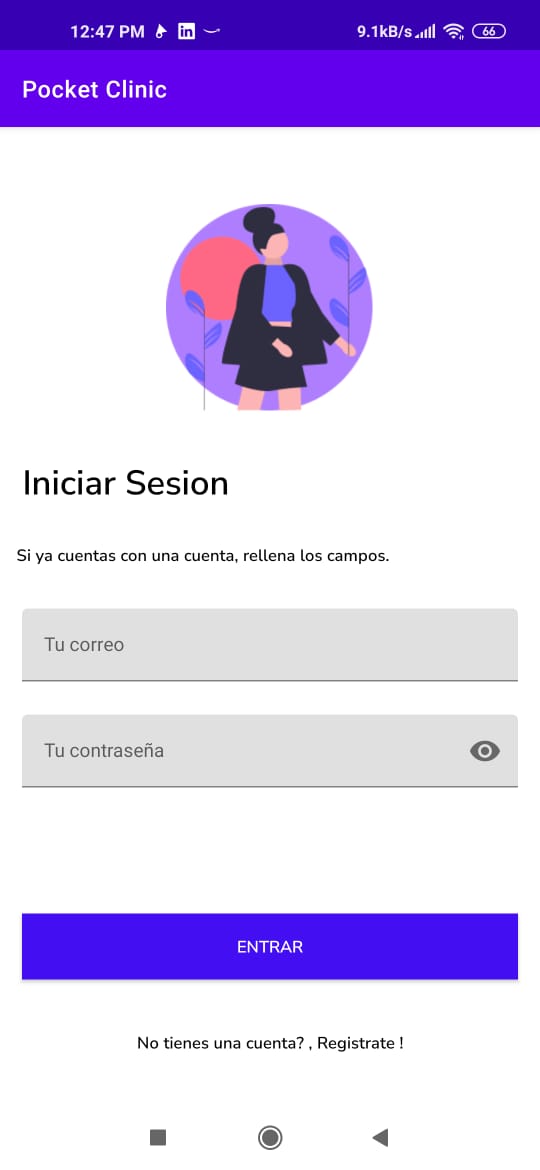 12:47 PM in 9.1kB/s 66
Pocket Clinic
Iniciar Sesion
Si ya cuentas con una cuenta, rellena los campos.
Tu correo
Tu contraseña
ENTRAR
No tienes una cuenta? , Registrate !